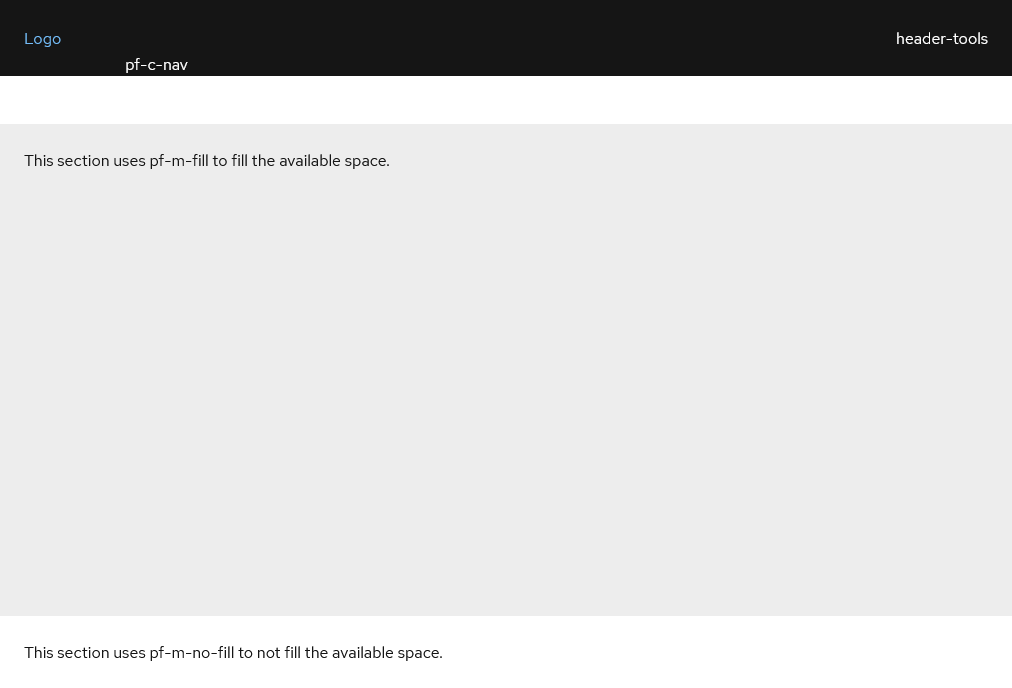 Logo
header-tools
pf-c-nav
This section uses pf-m-fill to fill the available space.
This section uses pf-m-no-fill to not fill the available space.